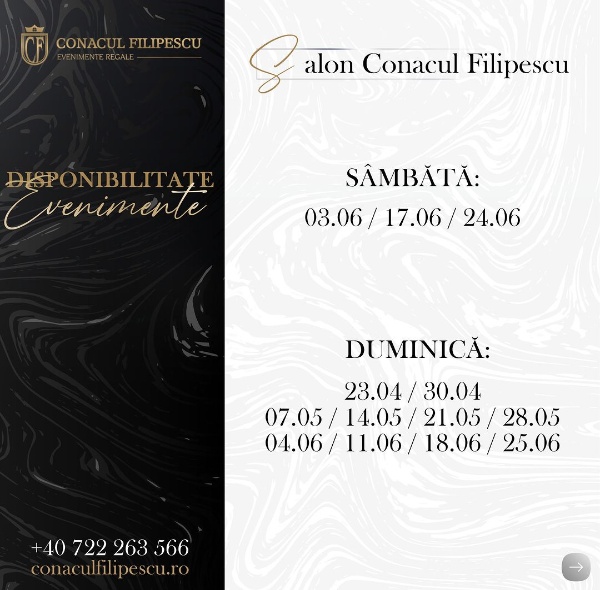 CF
CONACUL FILIPESCU
EVENIMENTE REGALE
DISPONIBILITATE
Evenimente
+40 722 263 566
conaculfilipescu.ro
Salon Conacul Filipescu
SÂMBĂTĂ:
03.06 / 17.06 / 24.06
DUMINICĂ:
23.04 / 30.04
07.05 / 14.05 / 21.05 / 28.05
04.06 / 11.06 / 18.06 / 25.06